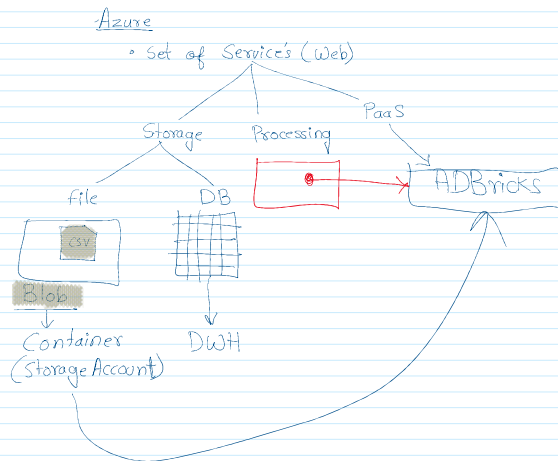 Azure
• Set of Service's (Web)
Storage Processing PaaS
file DB ADBricks
CSV
Blob
Container DWH
(Storage Account)